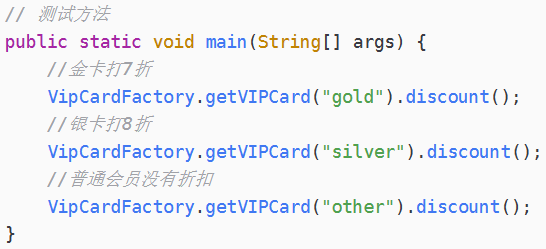 // 测试方法
public static void main(String[] args) {
    //金卡打7折
    VipCardFactory.getVIPCard("gold").discount();
    //银卡打8折
    VipCardFactory.getVIPCard("silver").discount();
    //普通会员没有折扣
    VipCardFactory.getVIPCard("other").discount();
}